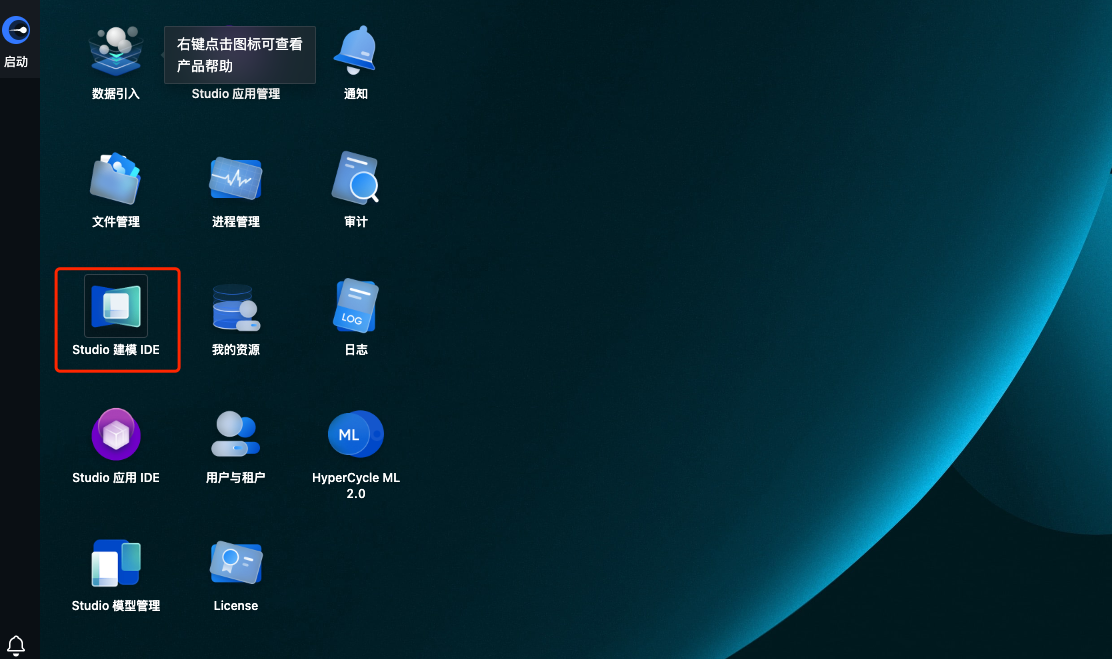 启动
右键点击图标可查看
产品帮助
数据引入
Studio 应用管理
通知
文件管理
进程管理
审计
Studio 建模 IDE
我的资源
LOG
日志
Studio 应用 IDE
用户与租户
ML
HyperCycle ML
2.0
Studio 模型管理
License